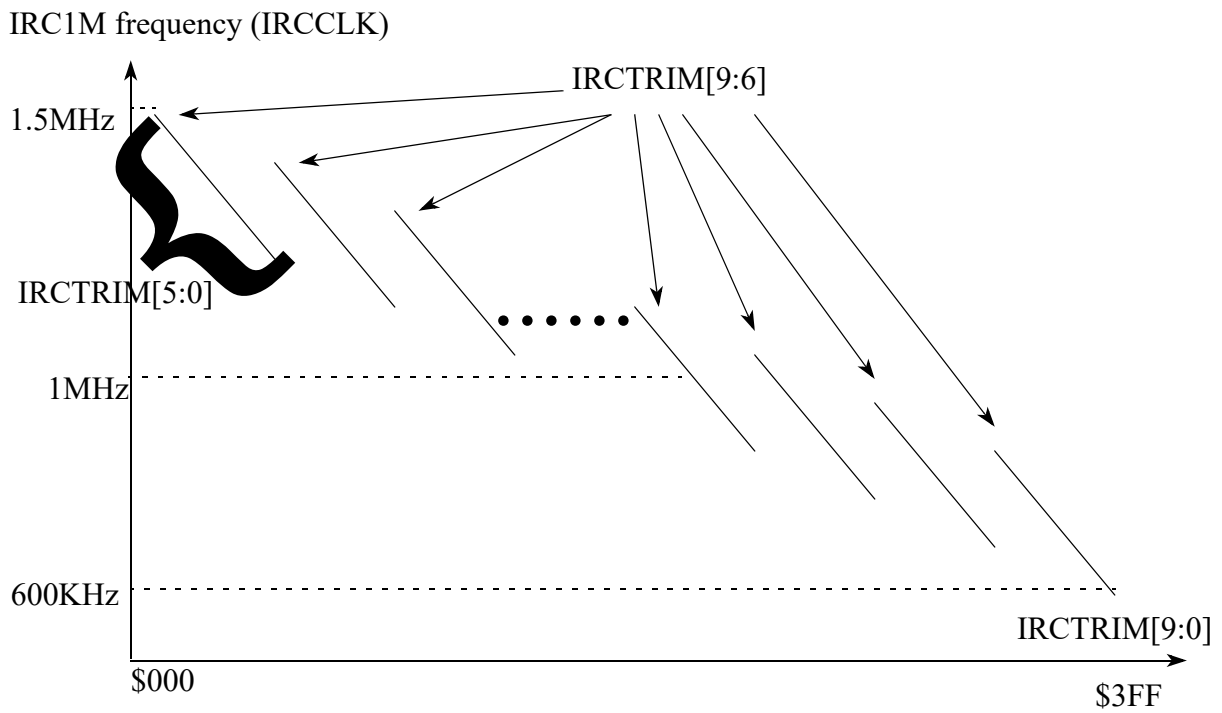 IRC1M frequency (IRCCLK)
IRCTRIM[9:6]
1.5MHz
IRCTRIM[5:0]
1MHz
600KHz
IRCTRIM[9:0]
$000
$3FF